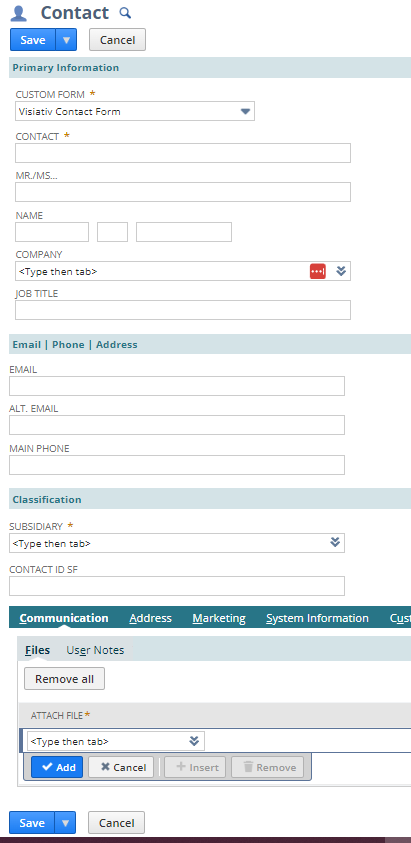 Contact
Save Cancel
Primary Information
CUSTOM FORM *
Visiativ Contact Form
CONTACT *
MR./MS...
NAME
COMPANY
<Type then tab>
JOB TITLE
Email | Phone | Address
EMAIL
ALT. EMAIL
MAIN PHONE
Classification
SUBSIDIARY *
<Type then tab>
CONTACT ID SF
Communication Address Marketing System Information Cust
Files User Notes
Remove all
ATTACH FILE*
<Type then tab>
Add Cancel Insert Remove
Save Cancel